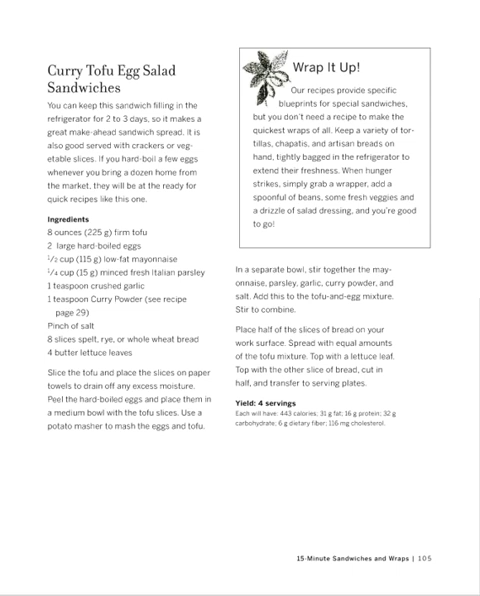 Curry Tofu Egg Salad
Sandwiches
You can keep this sandwich filling in the
refrigerator for 2 to 3 days, so it makes a
great make-ahead sandwich spread. It is
also good served with crackers or veg-
etable slices. If you hard-boil a few eggs
whenever you bring a dozen home from
the market, they will be at the ready for
quick recipes like this one.
Ingredients
8 ounces (225 g) firm tofu
2 large hard-boiled eggs
1/2 cup (115 g) low-fat mayonnaise
1/4 cup (15 g) minced fresh Italian parsley
1 teaspoon crushed garlic
1 teaspoon Curry Powder (see recipe
page 29)
Pinch of salt
8 slices spelt, rye, or whole wheat bread
4 butter lettuce leaves
Slice the tofu and place the slices on paper
towels to drain off any excess moisture.
Peel the hard-boiled eggs and place them in
a medium bowl with the tofu slices. Use a
potato masher to mash the eggs and tofu.
Wrap It Up!
Our recipes provide specific
blueprints for special sandwiches,
but you don't need a recipe to make the
quickest wraps of all. Keep a variety of tor-
tillas, chapatis, and artisan breads on
hand, tightly bagged in the refrigerator to
extend their freshness. When hunger
strikes, simply grab a wrapper, add a
spoonful of beans, some fresh veggies and
a drizzle of salad dressing, and you're good
to go!
In a separate bowl, stir together the may-
onnaise, parsley, garlic, curry powder, and
salt. Add this to the tofu-and-egg mixture.
Stir to combine.
Place half of the slices of bread on your
work surface. Spread with equal amounts
of the tofu mixture. Top with a lettuce leaf.
Top with the other slice of bread, cut in
half, and transfer to serving plates.
Yield: 4 servings
Each will have: 443 calories; 31 g fat; 16 g protein; 32 g
carbohydrate; 6 g dietary fiber; 116 mg cholesterol.
15-Minute Sandwiches and Wraps | 105